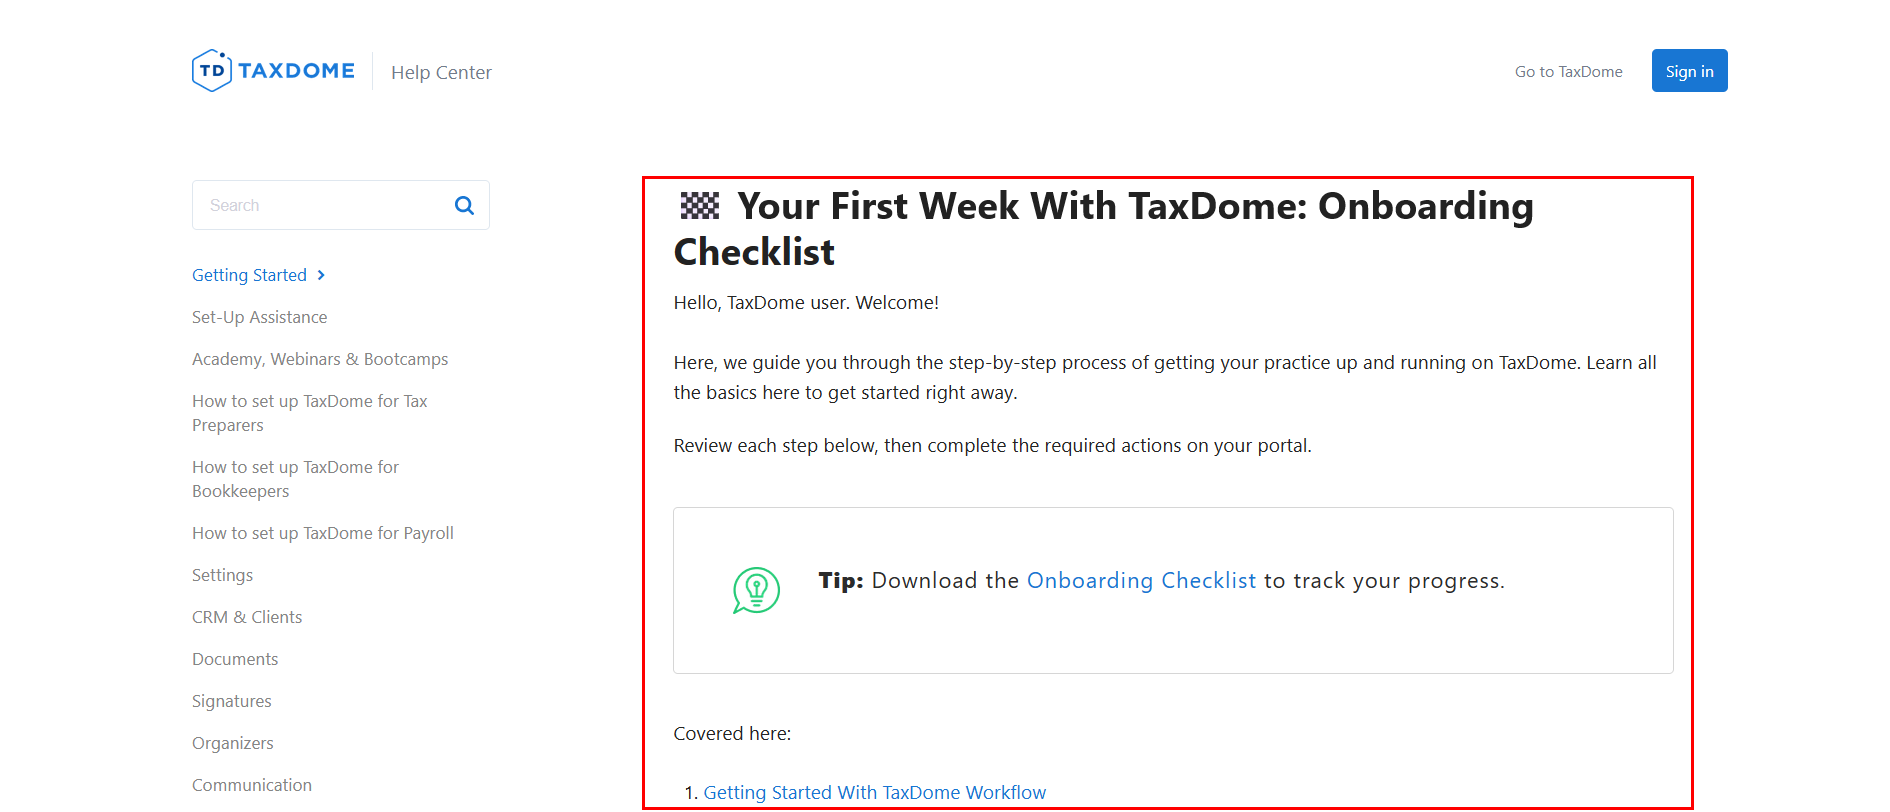 TD TAXDOME Help Center
Go to TaxDome
Sign in
Search
Getting Started
Set-Up Assistance
Academy, Webinars & Bootcamps
How to set up TaxDome for Tax
Preparers
How to set up TaxDome for
Bookkeepers
How to set up TaxDome for Payroll
Settings
CRM & Clients
Documents
Signatures
Organizers
Communication
Your First Week With TaxDome: Onboarding
Checklist
Hello, TaxDome user. Welcome!
Here, we guide you through the step-by-step process of getting your practice up and running on TaxDome. Learn all
the basics here to get started right away.
Review each step below, then complete the required actions on your portal.
Tip: Download the Onboarding Checklist to track your progress.
Covered here:
1. Getting Started With TaxDome Workflow